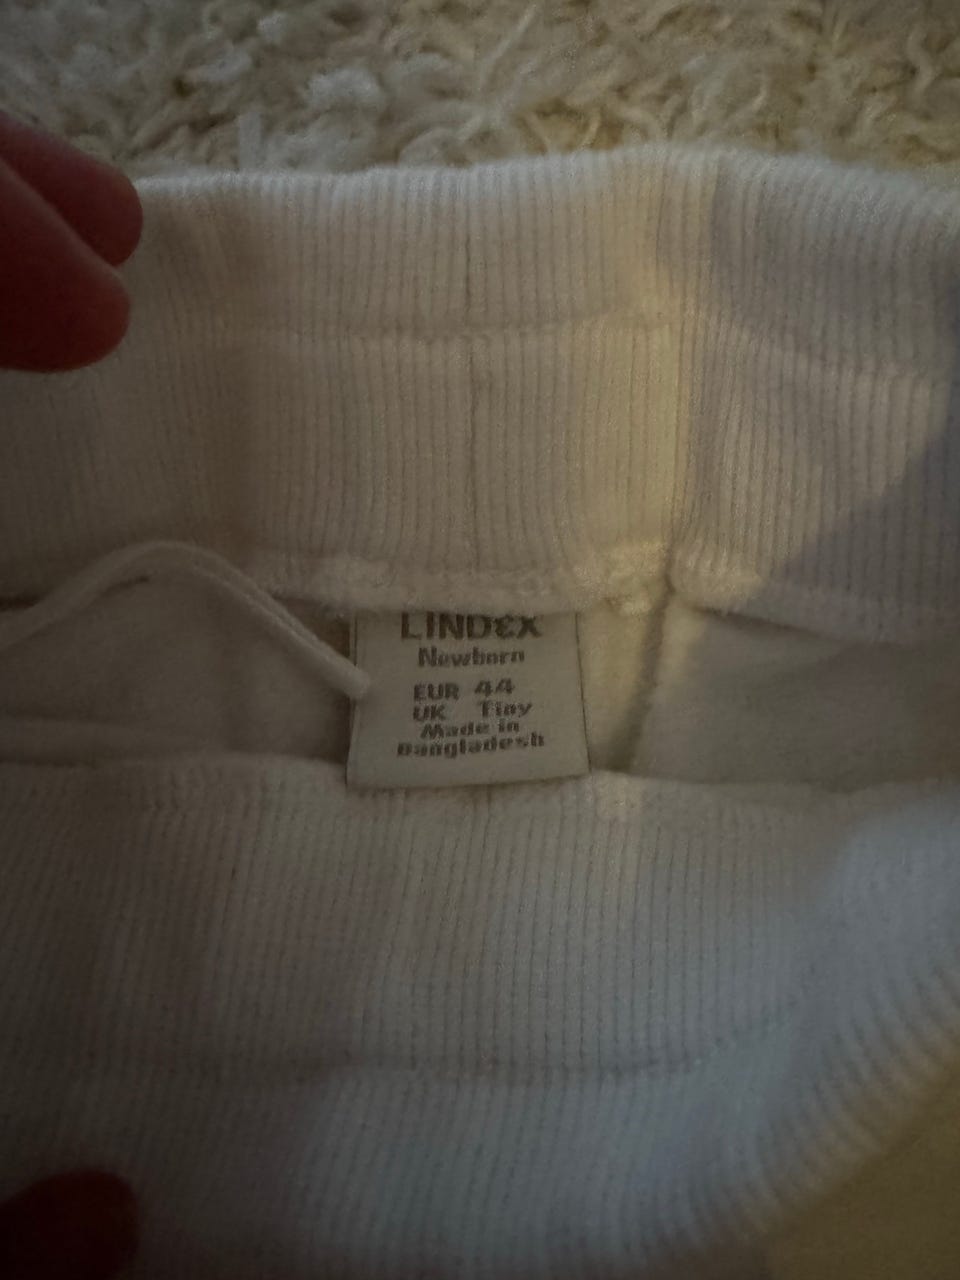 LINDEX
Newborn
EUR 44
UK Tiny
Made in
Bangladesh